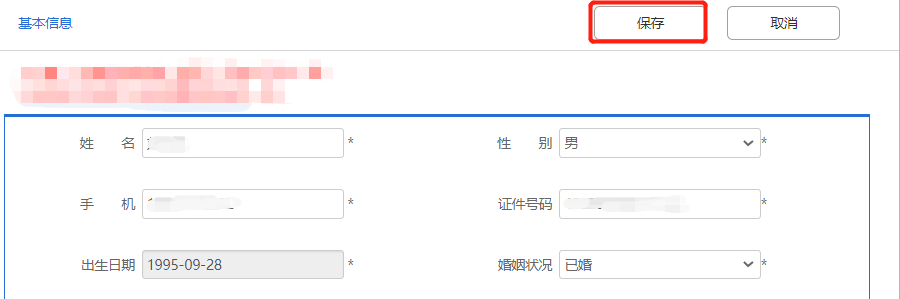 基本信息
保存
取消
姓 名 *
性 别 男 *
手 机 *
证件号码 *
出生日期 1995-09-28 *
婚姻状况 已婚 *